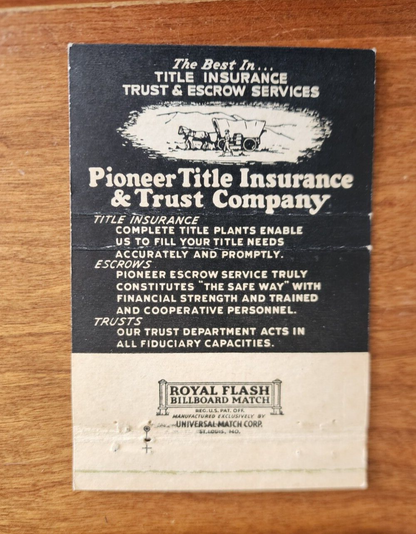 The Best In...
TITLE INSURANCE
TRUST & ESCROW SERVICES
Pioneer Title Insurance
& Trust Company
TITLE INSURANCE
COMPLETE TITLE PLANTS ENABLE
US TO FILL YOUR TITLE NEEDS
ACCURATELY AND PROMPTLY.
ESCROWS
PIONEER ESCROW SERVICE TRULY
CONSTITUTES "THE SAFE WAY" WITH
FINANCIAL STRENGTH AND TRAINED
AND COOPERATIVE PERSONNEL.
TRUSTS
OUR TRUST DEPARTMENT ACTS IN
ALL FIDUCIARY CAPACITIES.
ROYAL FLASH
BILLBOARD MATCH
REG. U.S. PAT. OFF.
MANUFACTURED EXCLUSIVELY BY
UNIVERSAL MATCH CORP.
ST. LOUIS, MO.